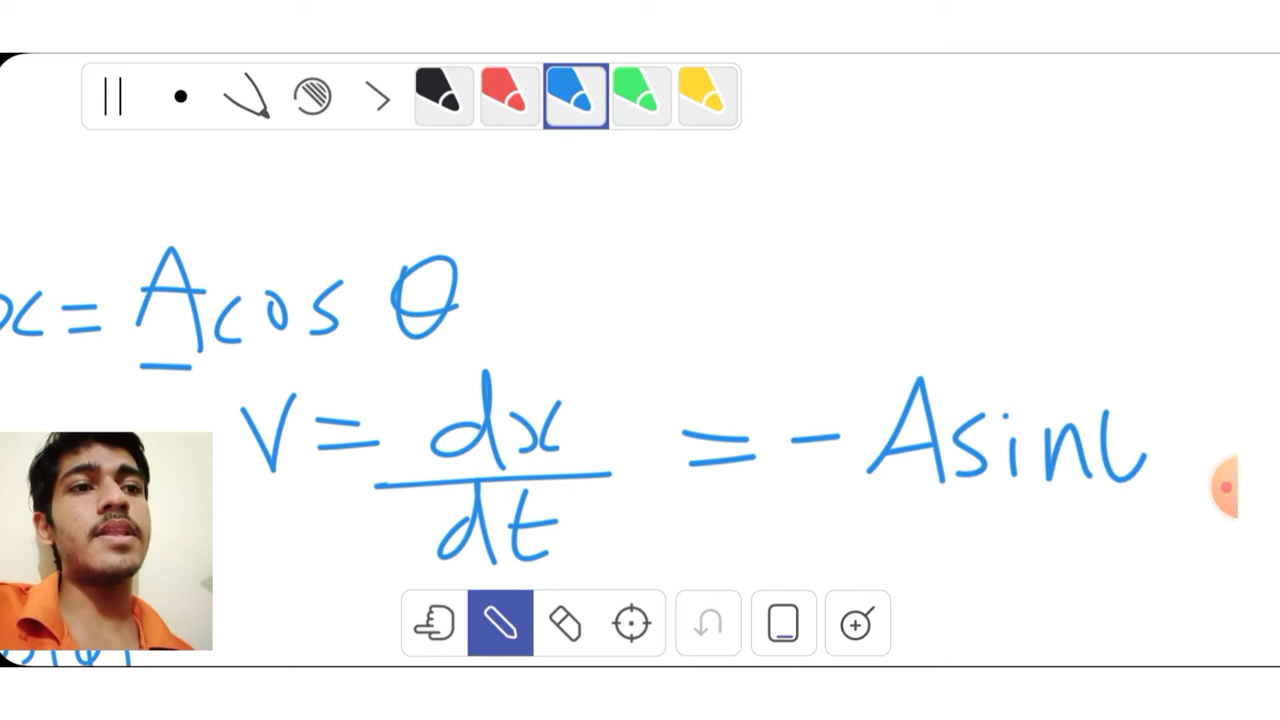 x = A cos θ
v = dx/dt = - A sin